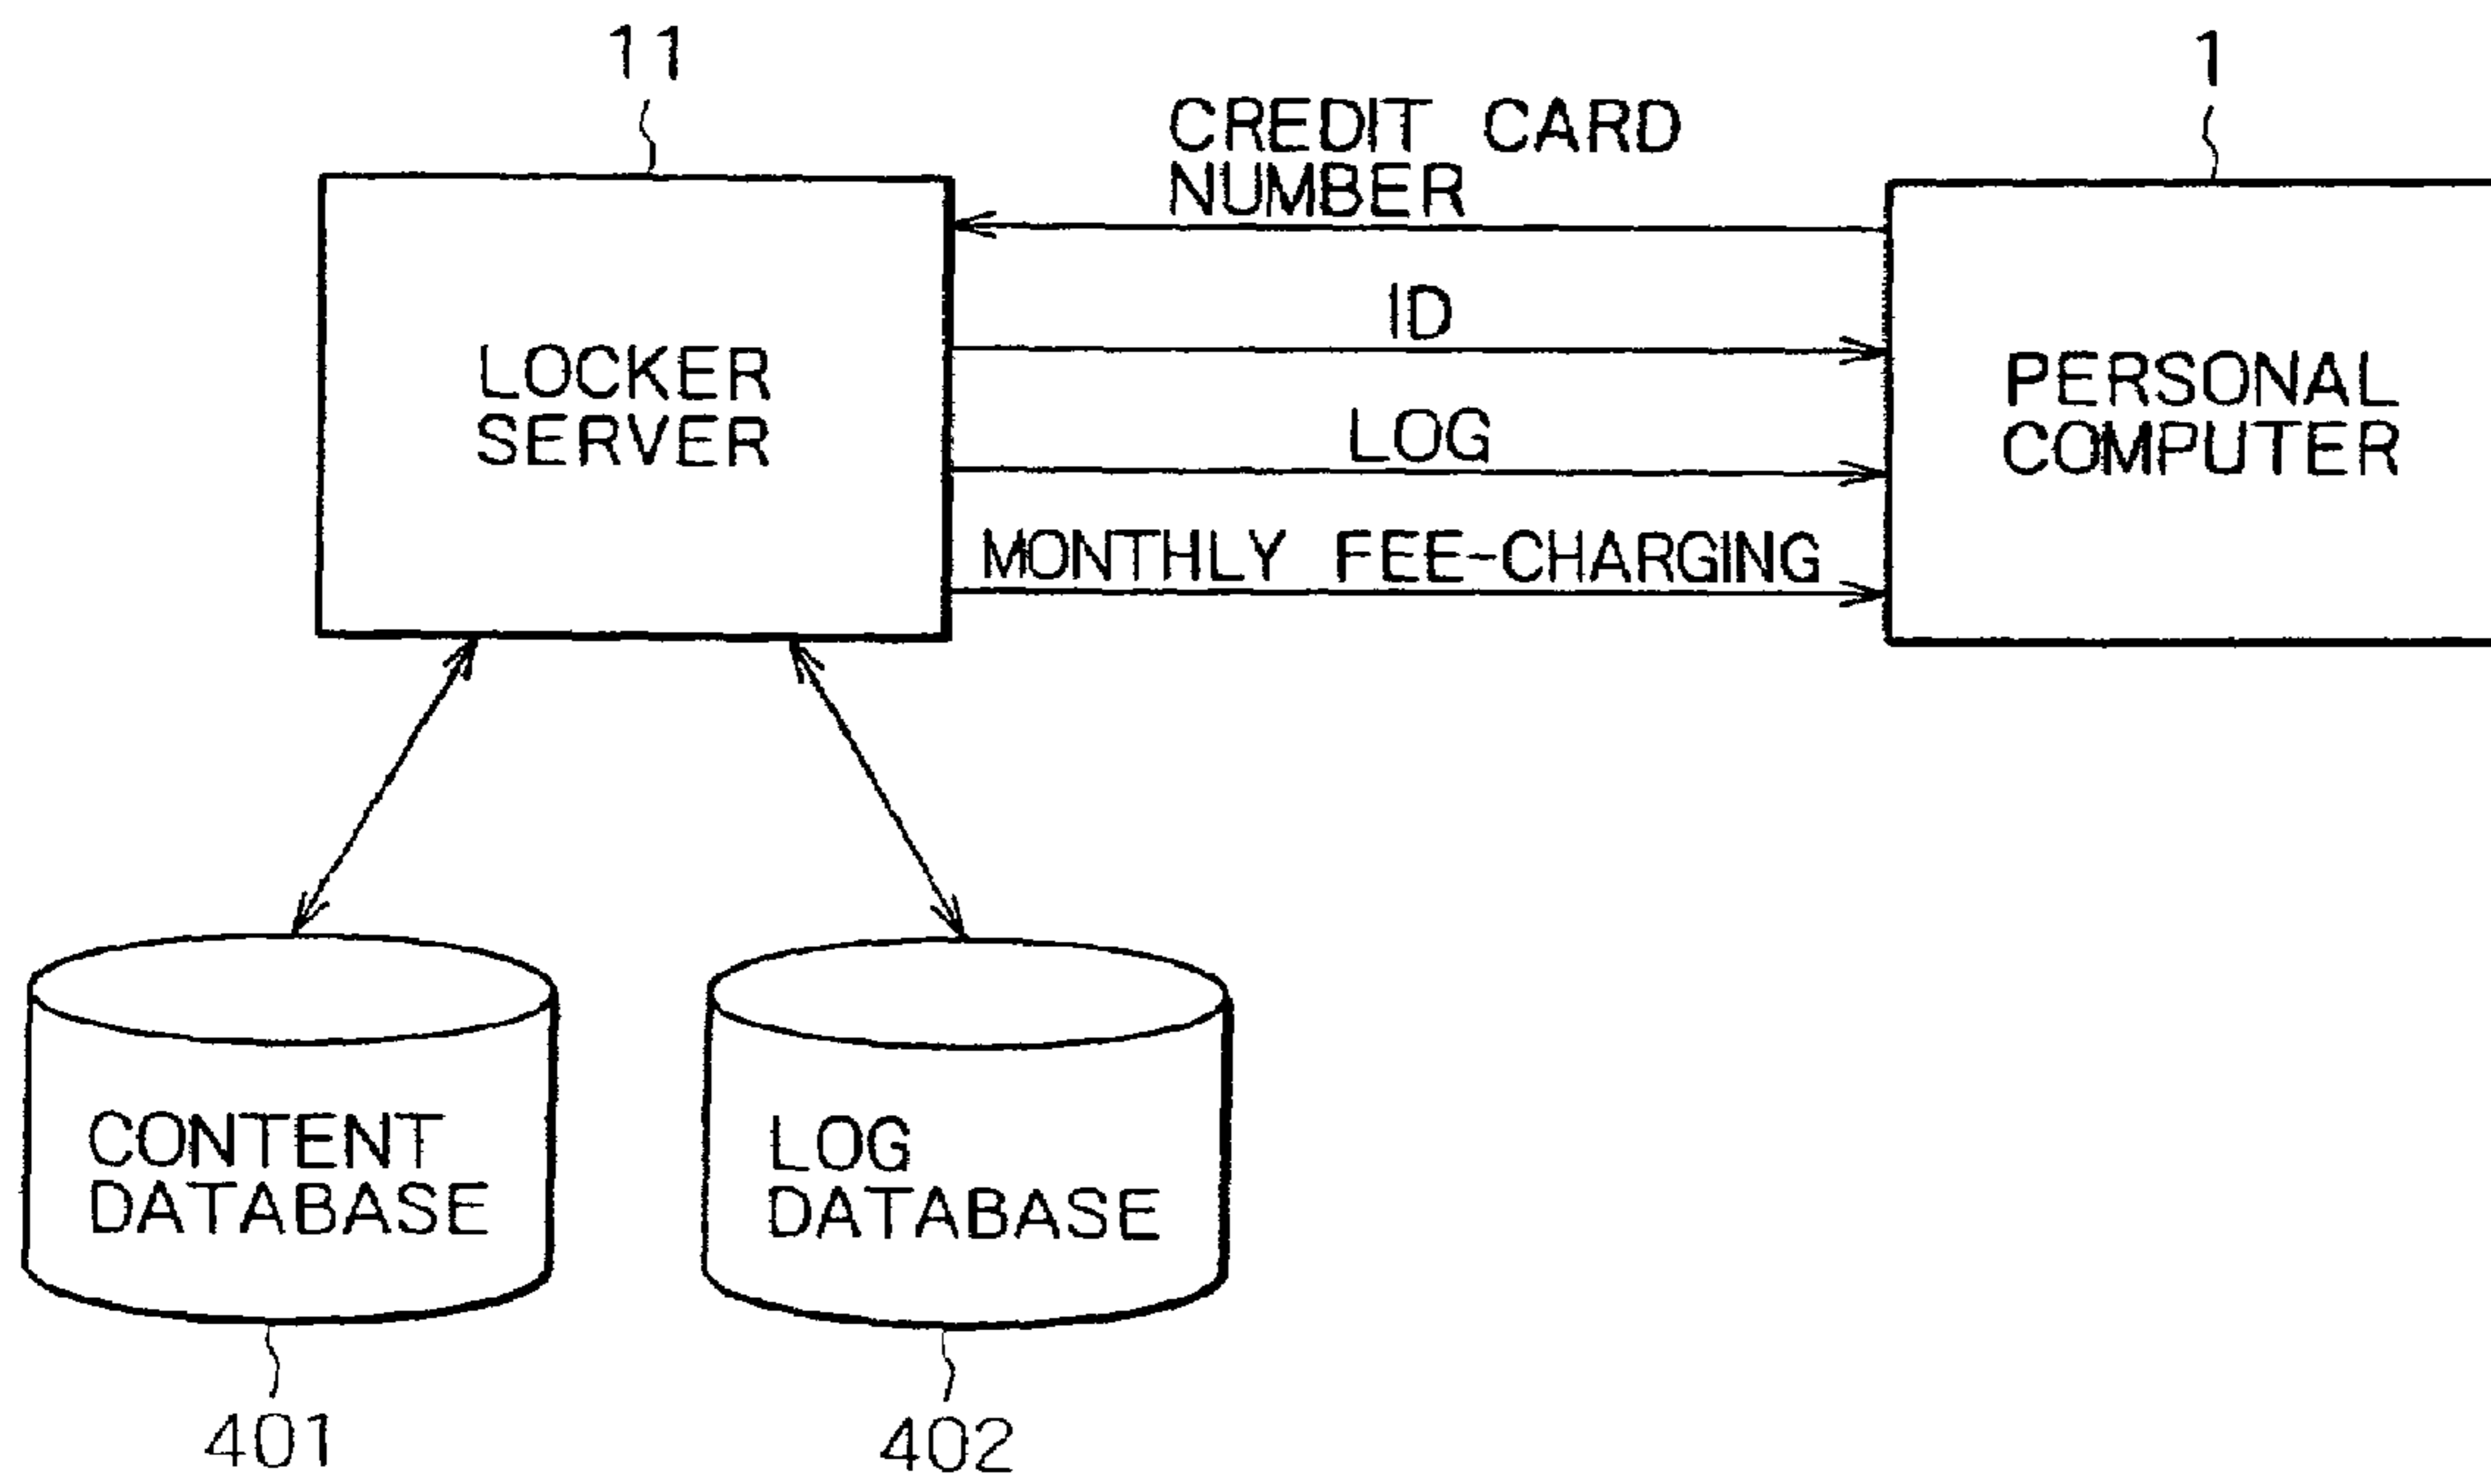 11
1
CREDIT CARD
NUMBER
ID
LOCKER
SERVER
PERSONAL
COMPUTER
LOG
MONTHLY FEE-CHARGING
CONTENT
DATABASE
LOG
DATABASE
401
402